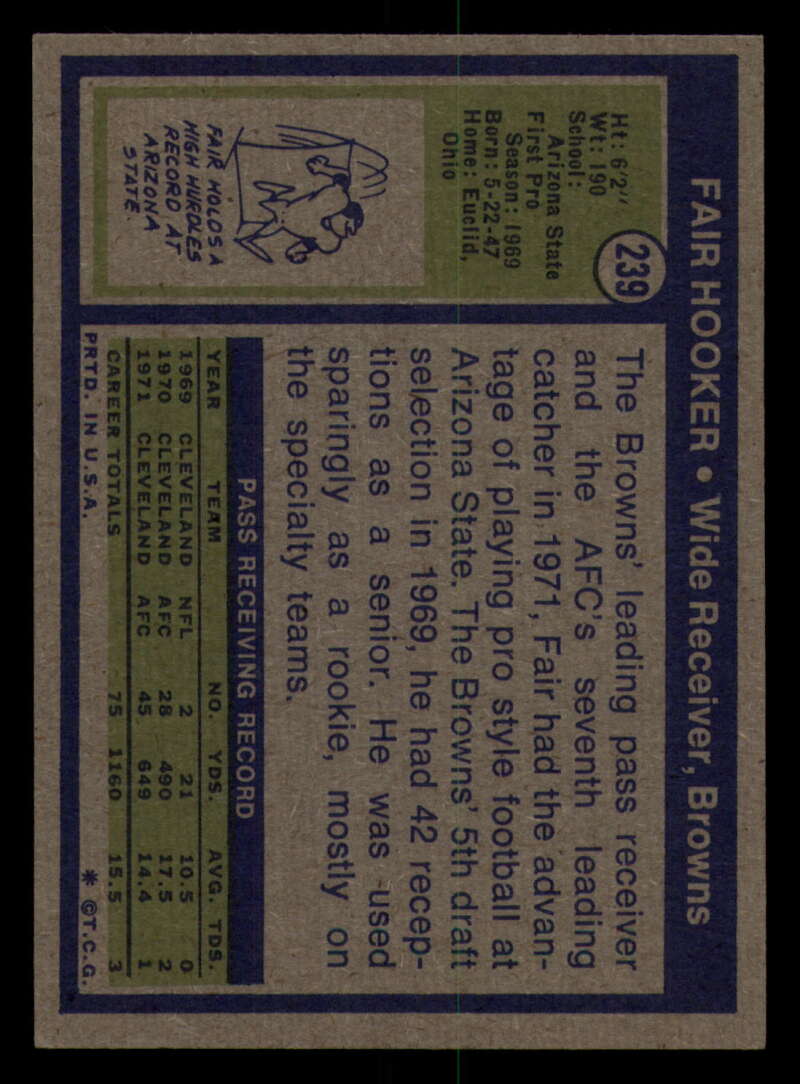 FAIR HOOKER • Wide Receiver, Browns
239
Ht: 6'2"
Wt: 190
School:
Arizona State
First Pro
Season: 1969
Born: 5-22-47
Home: Euclid,
Ohio
FAIR HOLDS A
HIGH HURDLES
RECORD AT
ARIZONA
STATE.
The Browns' leading pass receiver
and the AFC's seventh leading
catcher in 1971, Fair had the advan-
tage of playing pro style football at
Arizona State. The Browns' 5th draft
selection in 1969, he had 42 recep-
tions as a senior. He was used
sparingly as a rookie, mostly on
the specialty teams.
PASS RECEIVING RECORD
YEAR TEAM NO. YDS. AVG. TDS.
1969 CLEVELAND NFL 2 21 10.5 0
1970 CLEVELAND AFC 28 490 17.5 2
1971 CLEVELAND AFC 45 649 14.4 1
CAREER TOTALS 75 1160 15.5 3
PRTD. IN U.S.A. * ©T.C.G.